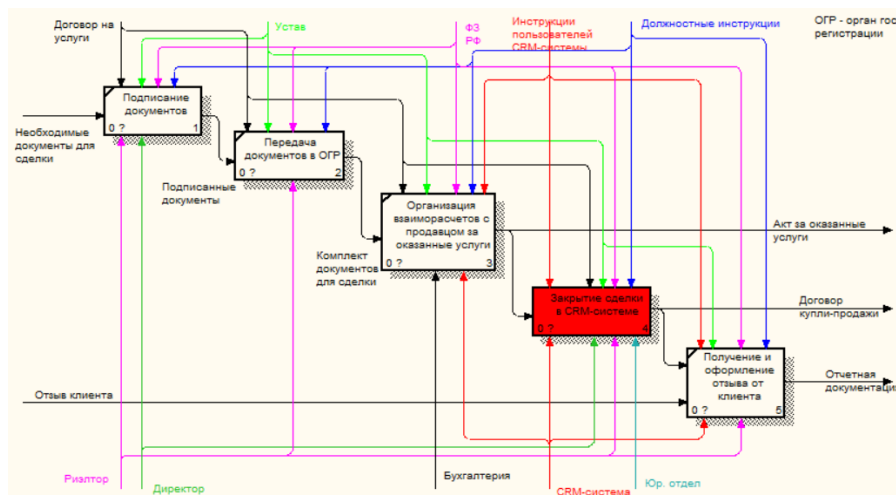 Договор на
услуги
Устав
ФЗ
РФ
Инструкции
пользователей
CRM-системы
Должностные инструкции
ОГР - орган гос
регистрации
Подписание
документов
0 ?
1
Необходимые
документы для
сделки
Передача
документов в ОГР
0 ?
2
Подписанные
документы
Организация
взаиморасчетов с
продавцом за
оказанные услуги
0 ?
3
Акт за оказанные
услуги
Комплект
документов
для сделки
Закрытие сделки
в CRM-системе
0 ?
4
Договор
купли-продажи
Получение и
оформление
отзыва от
клиента
0 ?
5
Отчетная
документаци
Отзыв клиента
Риэлтор
Директор
Бухгалтерия
CRM-система
Юр. отдел